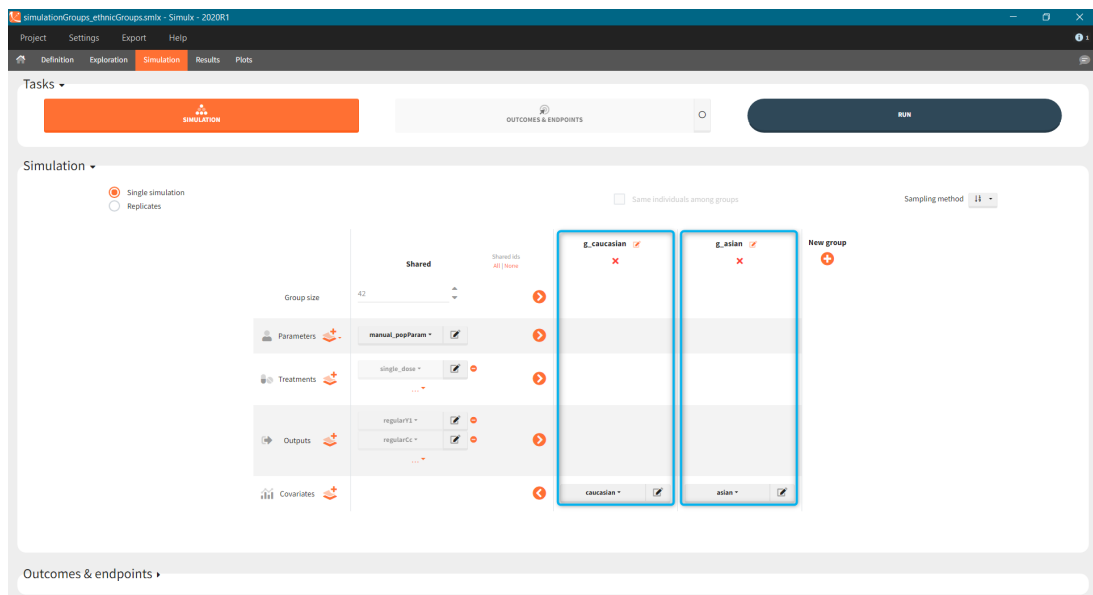 simulationGroups_ethnicGroups.smlx - Simulx - 2020R1
Project Settings Export Help
1
Definition Exploration Simulation Results Plots
Tasks
SIMULATION
OUTCOMES & ENDPOINTS
RUN
Simulation
Single simulation
Replicates
Same individuals among groups
Sampling method
Shared
Shared ids
All | None
g_caucasian
g_asian
New group
Group size
42
Parameters
manual_popParam
Treatments
single_dose
...
Outputs
regularY1
regularCc
...
Covariates
caucasian
asian
Outcomes & endpoints